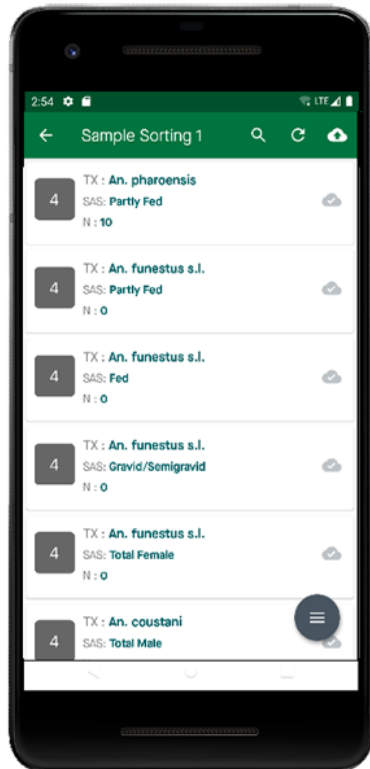 2:54 LTE
Sample Sorting 1
4
TX : An. pharoensis
SAS: Partly Fed
N : 10
4
TX : An. funestus s.l.
SAS: Partly Fed
N : 0
4
TX : An. funestus s.l.
SAS: Fed
N : 0
4
TX : An. funestus s.l.
SAS: Gravid/Semigravid
N : 0
4
TX : An. funestus s.l.
SAS: Total Female
N : 0
4
TX : An. coustani
SAS: Total Male